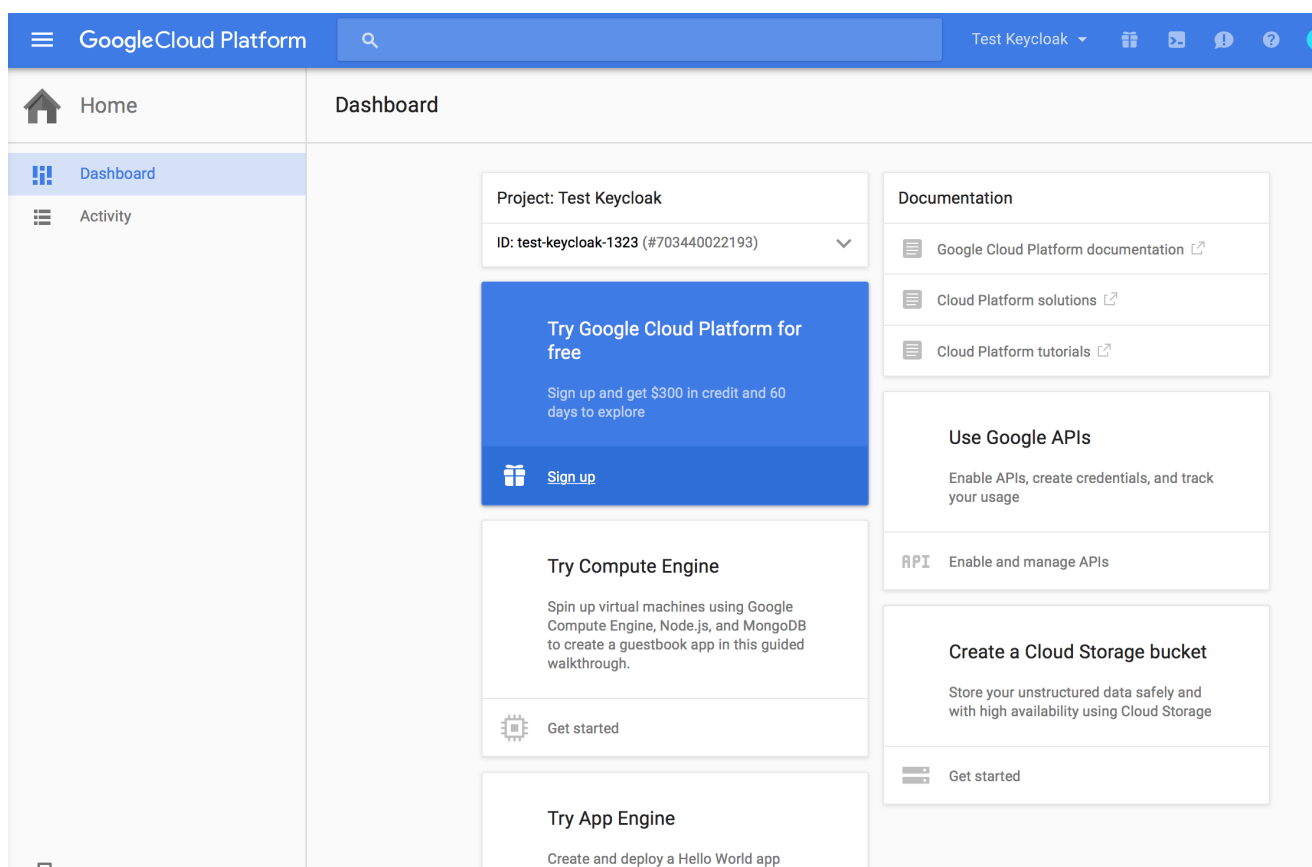 Google Cloud Platform
Test Keycloak
Home
Dashboard
Dashboard
Activity
Project: Test Keycloak
ID: test-keycloak-1323 (#703440022193)
Try Google Cloud Platform for
free
Sign up and get $300 in credit and 60
days to explore
Sign up
Try Compute Engine
Spin up virtual machines using Google
Compute Engine, Node.js, and MongoDB
to create a guestbook app in this guided
walkthrough.
Get started
Try App Engine
Create and deploy a Hello World app
Documentation
Google Cloud Platform documentation
Cloud Platform solutions
Cloud Platform tutorials
Use Google APIs
Enable APIs, create credentials, and track
your usage
API Enable and manage APIs
Create a Cloud Storage bucket
Store your unstructured data safely and
with high availability using Cloud Storage
Get started